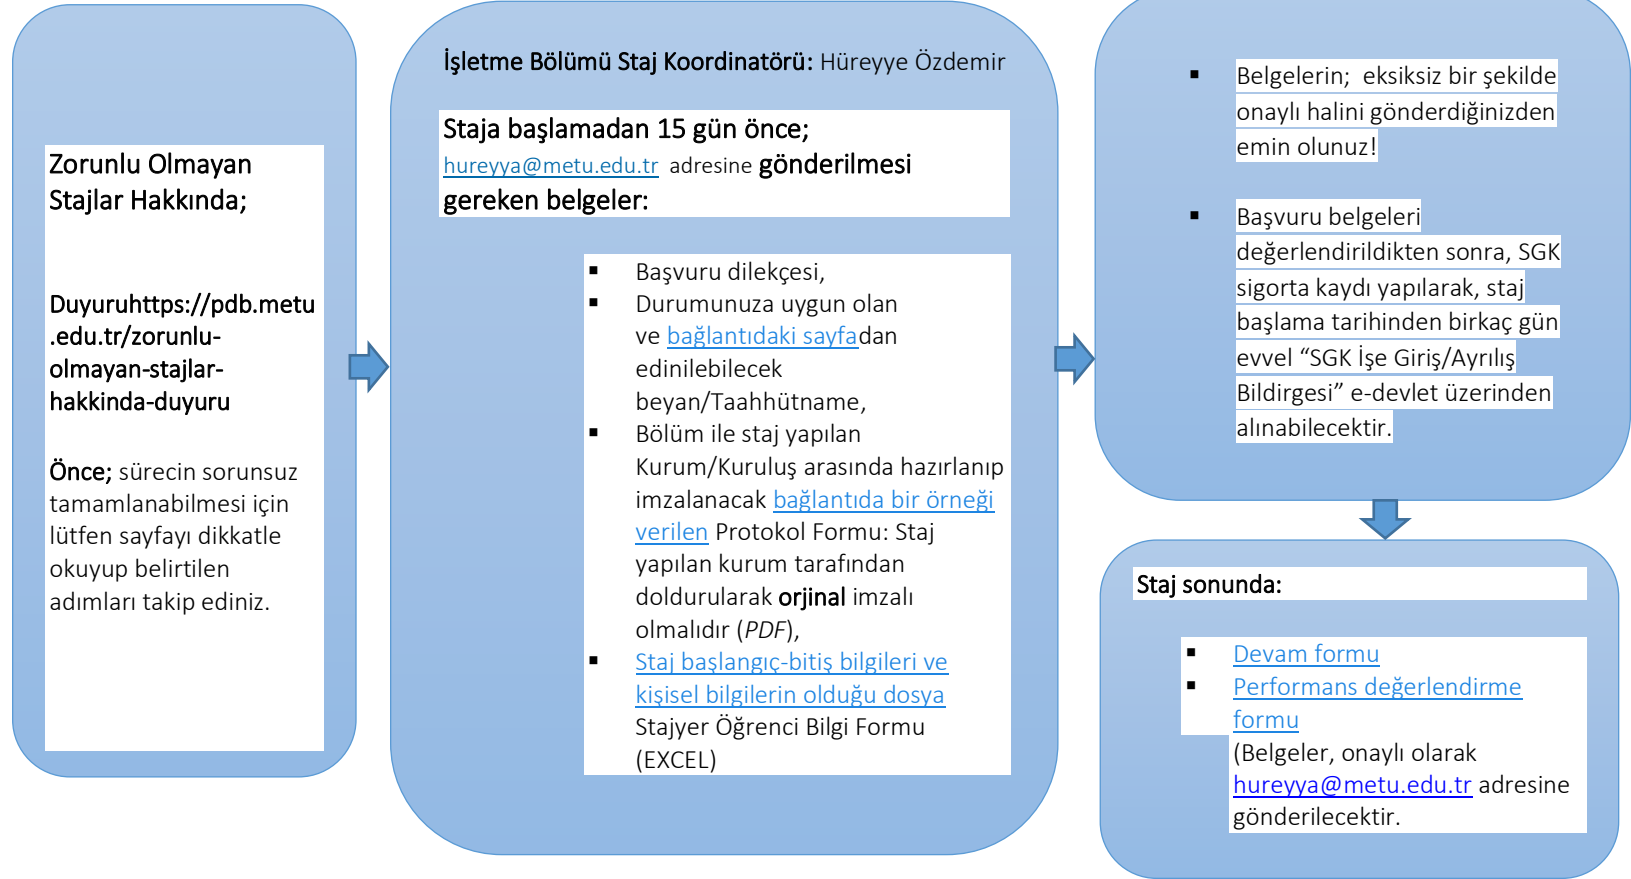 Zorunlu Olmayan
Stajlar Hakkında;
Duyuruhttps://pdb.metu
.edu.tr/zorunlu-
olmayan-stajlar-
hakkinda-duyuru
Önce; sürecin sorunsuz
tamamlanabilmesi için
lütfen sayfayı dikkatle
okuyup belirtilen
adımları takip ediniz.
İşletme Bölümü Staj Koordinatörü: Hüreyye Özdemir
Staja başlamadan 15 gün önce;
hureyya@metu.edu.tr adresine gönderilmesi
gereken belgeler:
▪ Başvuru dilekçesi,
▪ Durumunuza uygun olan
ve bağlantıdaki sayfadan
edinilebilecek
beyan/Taahhütname,
▪ Bölüm ile staj yapılan
Kurum/Kuruluş arasında hazırlanıp
imzalanacak bağlantıda bir örneği
verilen Protokol Formu: Staj
yapılan kurum tarafından
doldurularak orjinal imzalı
olmalıdır (PDF),
▪ Staj başlangıç-bitiş bilgileri ve
kişisel bilgilerin olduğu dosya
Stajyer Öğrenci Bilgi Formu
(EXCEL)
▪ Belgelerin; eksiksiz bir şekilde
onaylı halini gönderdiğinizden
emin olunuz!
▪ Başvuru belgeleri
değerlendirildikten sonra, SGK
sigorta kaydı yapılarak, staj
başlama tarihinden birkaç gün
evvel “SGK İşe Giriş/Ayrılış
Bildirgesi” e-devlet üzerinden
alınabilecektir.
Staj sonunda:
▪ Devam formu
▪ Performans değerlendirme
formu
(Belgeler, onaylı olarak
hureyya@metu.edu.tr adresine
gönderilecektir.